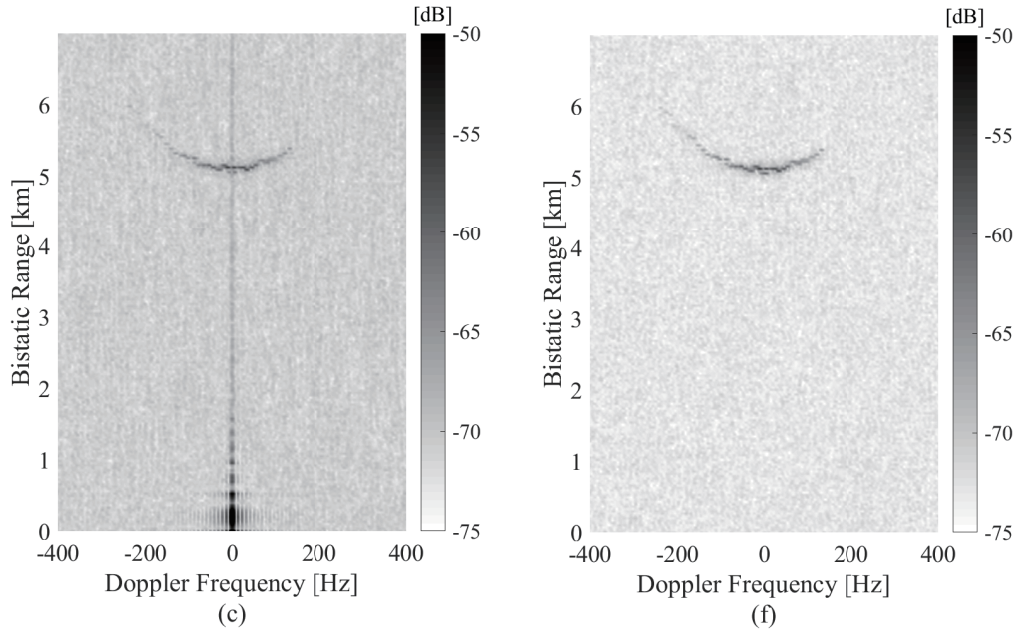 [dB]
-50
-55
-60
-65
-70
-75
6
5
4
3
2
1
0
Bistatic Range [km]
-400 -200 0 200 400
Doppler Frequency [Hz]
(c)
[dB]
-50
-55
-60
-65
-70
-75
6
5
4
3
2
1
0
Bistatic Range [km]
-400 -200 0 200 400
Doppler Frequency [Hz]
(f)